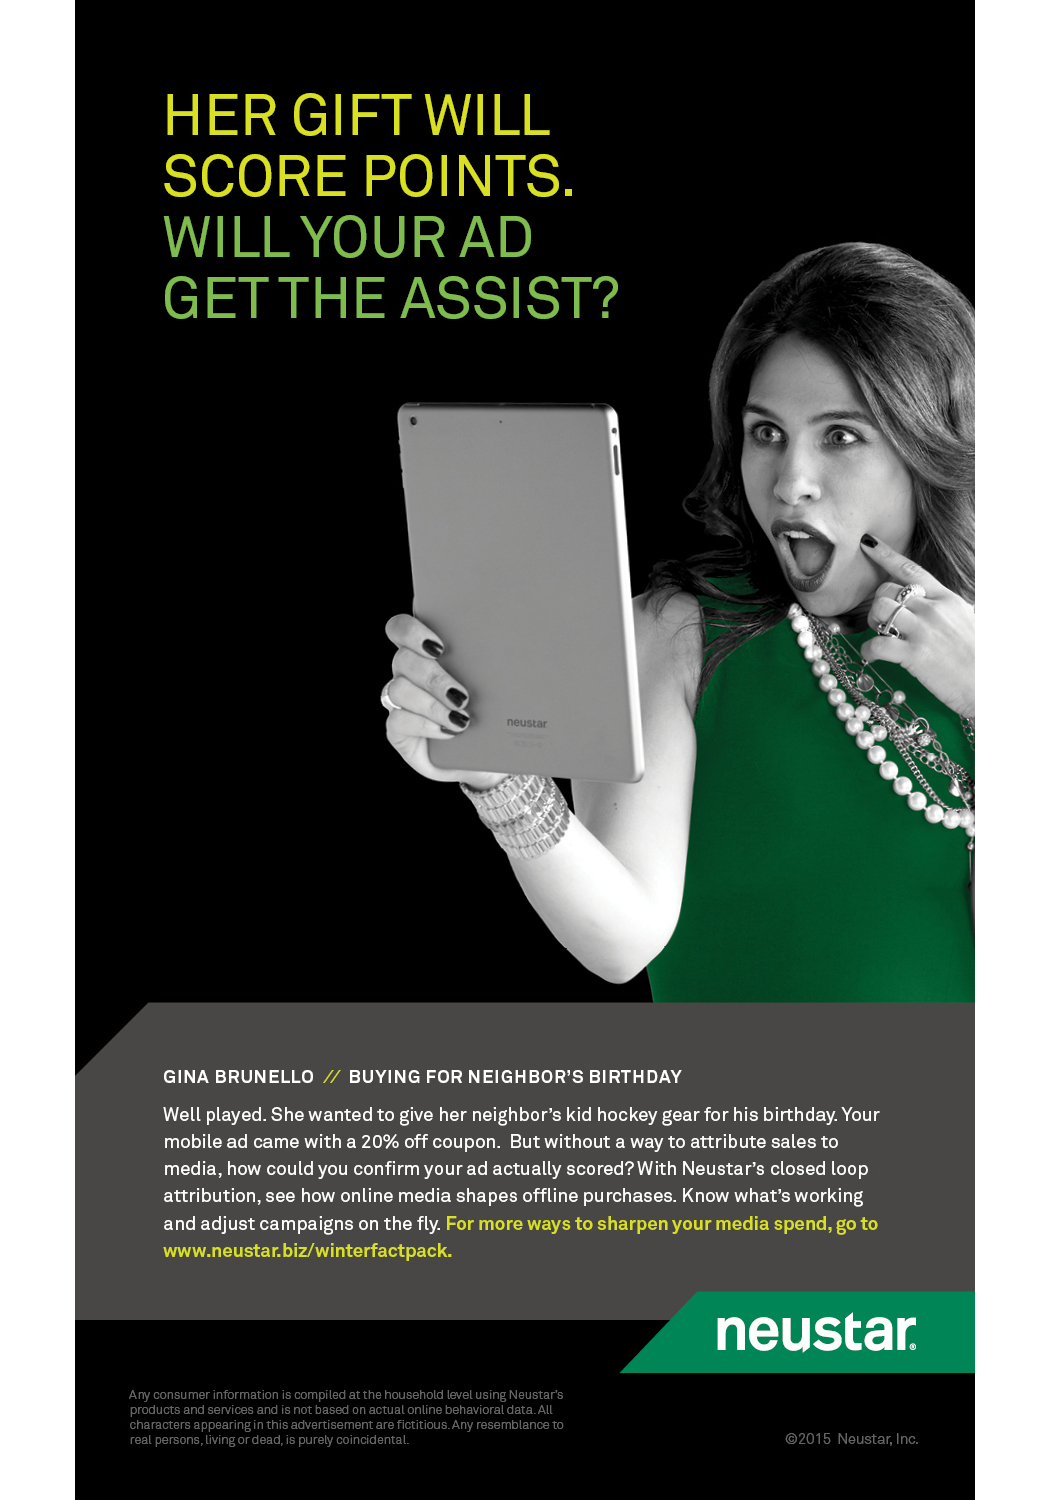 HER GIFT WILL
SCORE POINTS.
WILL YOUR AD
GET THE ASSIST?
neustar
GINA BRUNELLO // BUYING FOR NEIGHBOR'S BIRTHDAY
Well played. She wanted to give her neighbor's kid hockey gear for his birthday. Your
mobile ad came with a 20% off coupon. But without a way to attribute sales to
media, how could you confirm your ad actually scored? With Neustar's closed loop
attribution, see how online media shapes offline purchases. Know what's working
and adjust campaigns on the fly. For more ways to sharpen your media spend, go to
www.neustar.biz/winterfactpack.
neustar®
Any consumer information is compiled at the household level using Neustar's
products and services and is not based on actual online behavioral data. All
characters appearing in this advertisement are fictitious. Any resemblance to
real persons, living or dead, is purely coincidental.
©2015 Neustar, Inc.